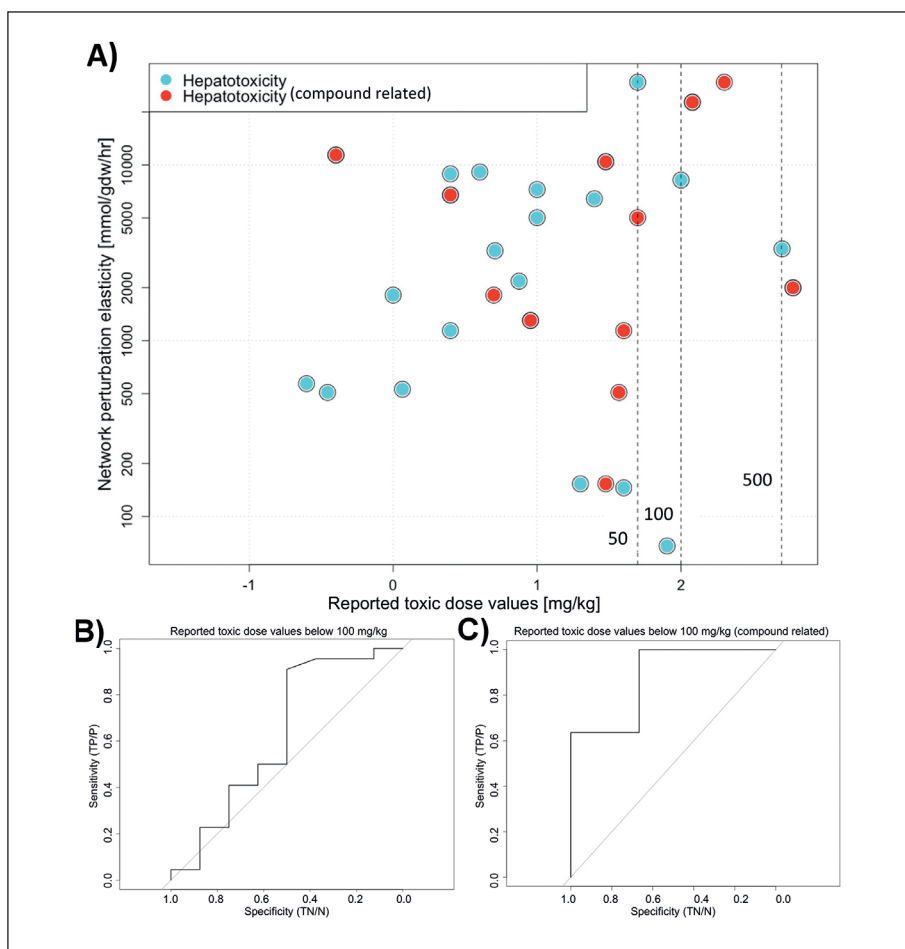 A)
Hepatotoxicity
Hepatotoxicity (compound related)
Network perturbation elasticity [mmol/gdw/hr]
10000
5000
2000
1000
500
200
100
500
100
50
-1
0
1
2
Reported toxic dose values [mg/kg]
B)
Reported toxic dose values below 100 mg/kg
Sensitivity (TP/P)
1.0
0.8
0.6
0.4
0.2
0.0
1.0 0.8 0.6 0.4 0.2 0.0
Specificity (TN/N)
C)
Reported toxic dose values below 100 mg/kg (compound related)
Sensitivity (TP/P)
1.0
0.8
0.6
0.4
0.2
0.0
1.0 0.8 0.6 0.4 0.2 0.0
Specificity (TN/N)